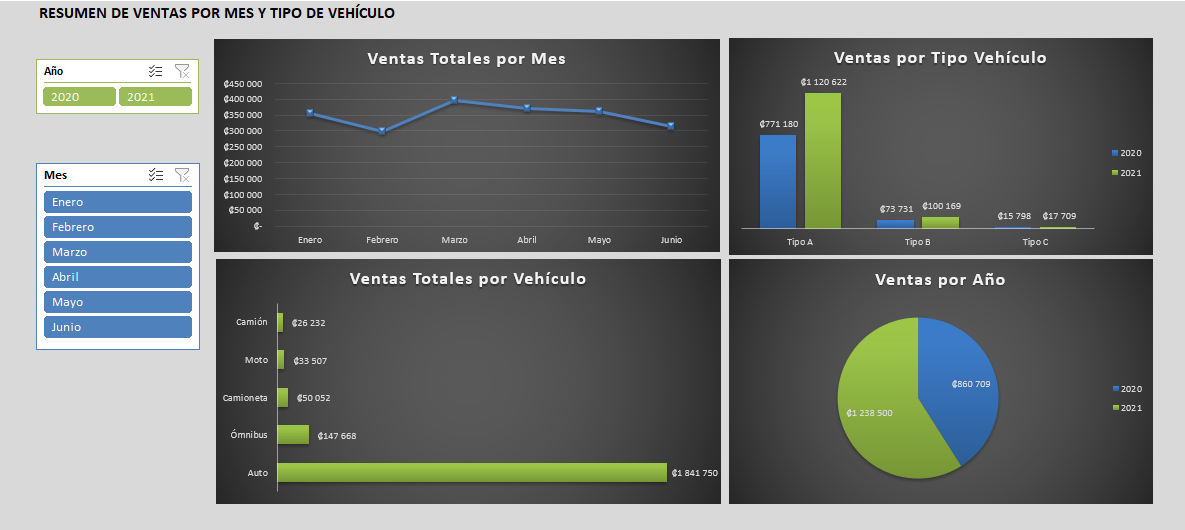 RESUMEN DE VENTAS POR MES Y TIPO DE VEHÍCULO
Año
2020 2021
Mes
Enero
Febrero
Marzo
Abril
Mayo
Junio
Ventas Totales por Mes
₡450 000
₡400 000
₡350 000
₡300 000
₡250 000
₡200 000
₡150 000
₡100 000
₡50 000
₡-
Enero Febrero Marzo Abril Mayo Junio
Ventas por Tipo Vehículo
₡771 180 ₡1 120 622
₡73 731 ₡100 169
₡15 798 ₡17 709
Tipo A Tipo B Tipo C
2020
2021
Ventas Totales por Vehículo
Camión ₡26 232
Moto ₡33 507
Camioneta ₡50 052
Ómnibus ₡147 668
Auto ₡1 841 750
Ventas por Año
₡860 709
₡1 238 500
2020
2021